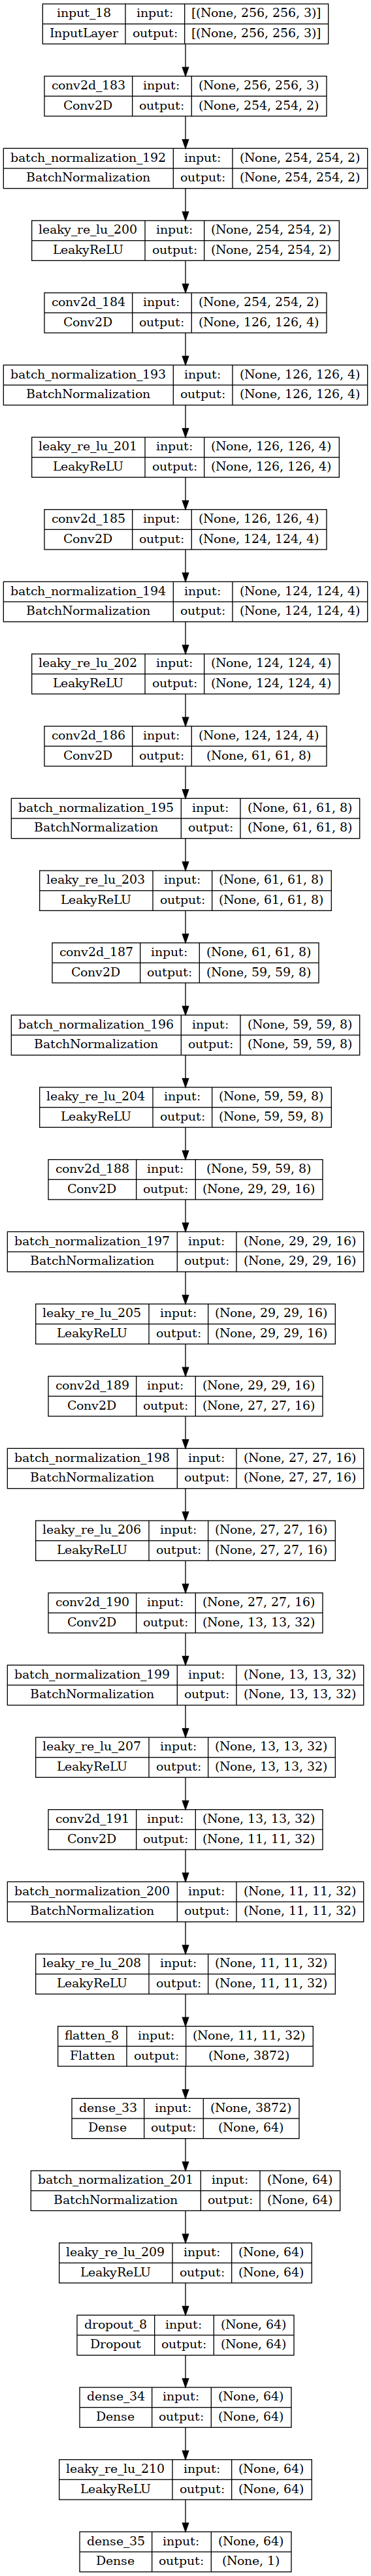 input_18 input: [(None, 256, 256, 3)]
InputLayer output: [(None, 256, 256, 3)]
conv2d_183 input: (None, 256, 256, 3)
Conv2D output: (None, 254, 254, 2)
batch_normalization_192 input: (None, 254, 254, 2)
BatchNormalization output: (None, 254, 254, 2)
leaky_re_lu_200 input: (None, 254, 254, 2)
LeakyReLU output: (None, 254, 254, 2)
conv2d_184 input: (None, 254, 254, 2)
Conv2D output: (None, 126, 126, 4)
batch_normalization_193 input: (None, 126, 126, 4)
BatchNormalization output: (None, 126, 126, 4)
leaky_re_lu_201 input: (None, 126, 126, 4)
LeakyReLU output: (None, 126, 126, 4)
conv2d_185 input: (None, 126, 126, 4)
Conv2D output: (None, 124, 124, 4)
batch_normalization_194 input: (None, 124, 124, 4)
BatchNormalization output: (None, 124, 124, 4)
leaky_re_lu_202 input: (None, 124, 124, 4)
LeakyReLU output: (None, 124, 124, 4)
conv2d_186 input: (None, 124, 124, 4)
Conv2D output: (None, 61, 61, 8)
batch_normalization_195 input: (None, 61, 61, 8)
BatchNormalization output: (None, 61, 61, 8)
leaky_re_lu_203 input: (None, 61, 61, 8)
LeakyReLU output: (None, 61, 61, 8)
conv2d_187 input: (None, 61, 61, 8)
Conv2D output: (None, 59, 59, 8)
batch_normalization_196 input: (None, 59, 59, 8)
BatchNormalization output: (None, 59, 59, 8)
leaky_re_lu_204 input: (None, 59, 59, 8)
LeakyReLU output: (None, 59, 59, 8)
conv2d_188 input: (None, 59, 59, 8)
Conv2D output: (None, 29, 29, 16)
batch_normalization_197 input: (None, 29, 29, 16)
BatchNormalization output: (None, 29, 29, 16)
leaky_re_lu_205 input: (None, 29, 29, 16)
LeakyReLU output: (None, 29, 29, 16)
conv2d_189 input: (None, 29, 29, 16)
Conv2D output: (None, 27, 27, 16)
batch_normalization_198 input: (None, 27, 27, 16)
BatchNormalization output: (None, 27, 27, 16)
leaky_re_lu_206 input: (None, 27, 27, 16)
LeakyReLU output: (None, 27, 27, 16)
conv2d_190 input: (None, 27, 27, 16)
Conv2D output: (None, 13, 13, 32)
batch_normalization_199 input: (None, 13, 13, 32)
BatchNormalization output: (None, 13, 13, 32)
leaky_re_lu_207 input: (None, 13, 13, 32)
LeakyReLU output: (None, 13, 13, 32)
conv2d_191 input: (None, 13, 13, 32)
Conv2D output: (None, 11, 11, 32)
batch_normalization_200 input: (None, 11, 11, 32)
BatchNormalization output: (None, 11, 11, 32)
leaky_re_lu_208 input: (None, 11, 11, 32)
LeakyReLU output: (None, 11, 11, 32)
flatten_8 input: (None, 11, 11, 32)
Flatten output: (None, 3872)
dense_33 input: (None, 3872)
Dense output: (None, 64)
batch_normalization_201 input: (None, 64)
BatchNormalization output: (None, 64)
leaky_re_lu_209 input: (None, 64)
LeakyReLU output: (None, 64)
dropout_8 input: (None, 64)
Dropout output: (None, 64)
dense_34 input: (None, 64)
Dense output: (None, 64)
leaky_re_lu_210 input: (None, 64)
LeakyReLU output: (None, 64)
dense_35 input: (None, 64)
Dense output: (None, 1)